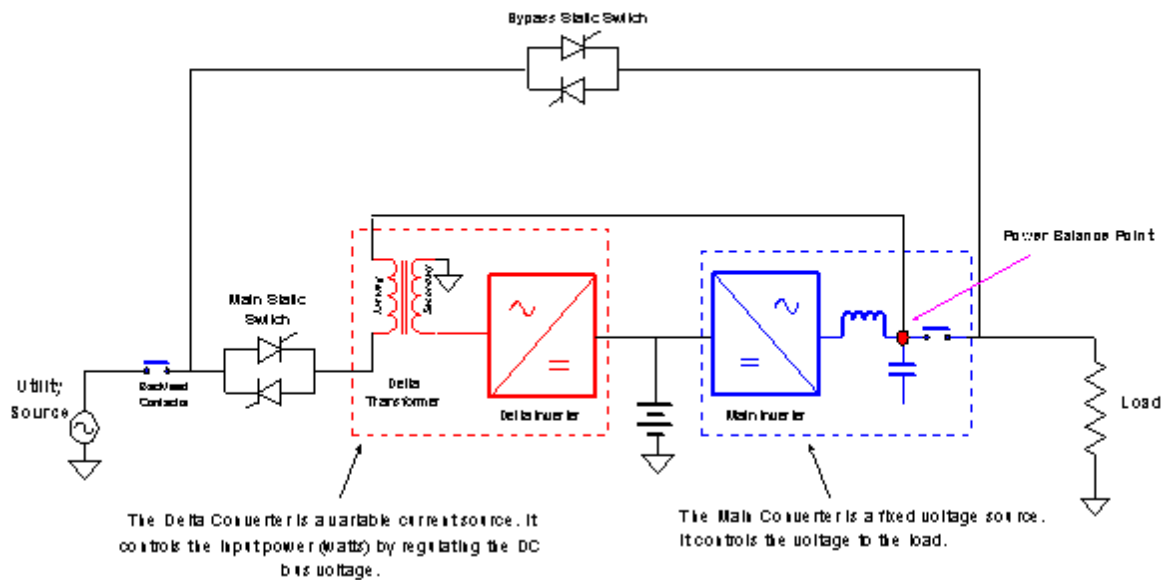 Bypass Static Switch
Power Balance Point
Primary
Secondary
Main Static
Switch
Utility
Source
Backfeed
Contactor
Delta
Transformer
Delta Inverter
Main Inverter
Load
The Delta Converter is a variable current source. It
controls the input power (watts) by regulating the DC
bus voltage.
The Main Converter is a fixed voltage source.
It controls the voltage to the load.